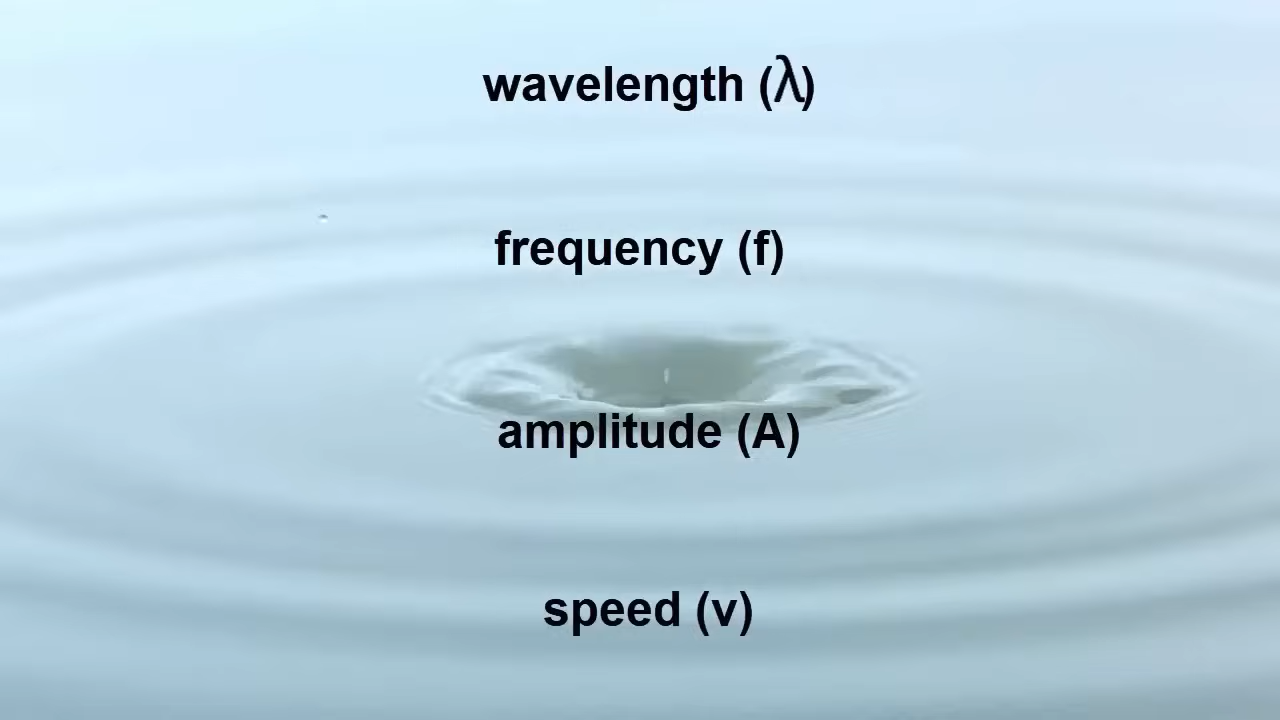 wavelength (λ)
frequency (f)
amplitude (A)
speed (v)